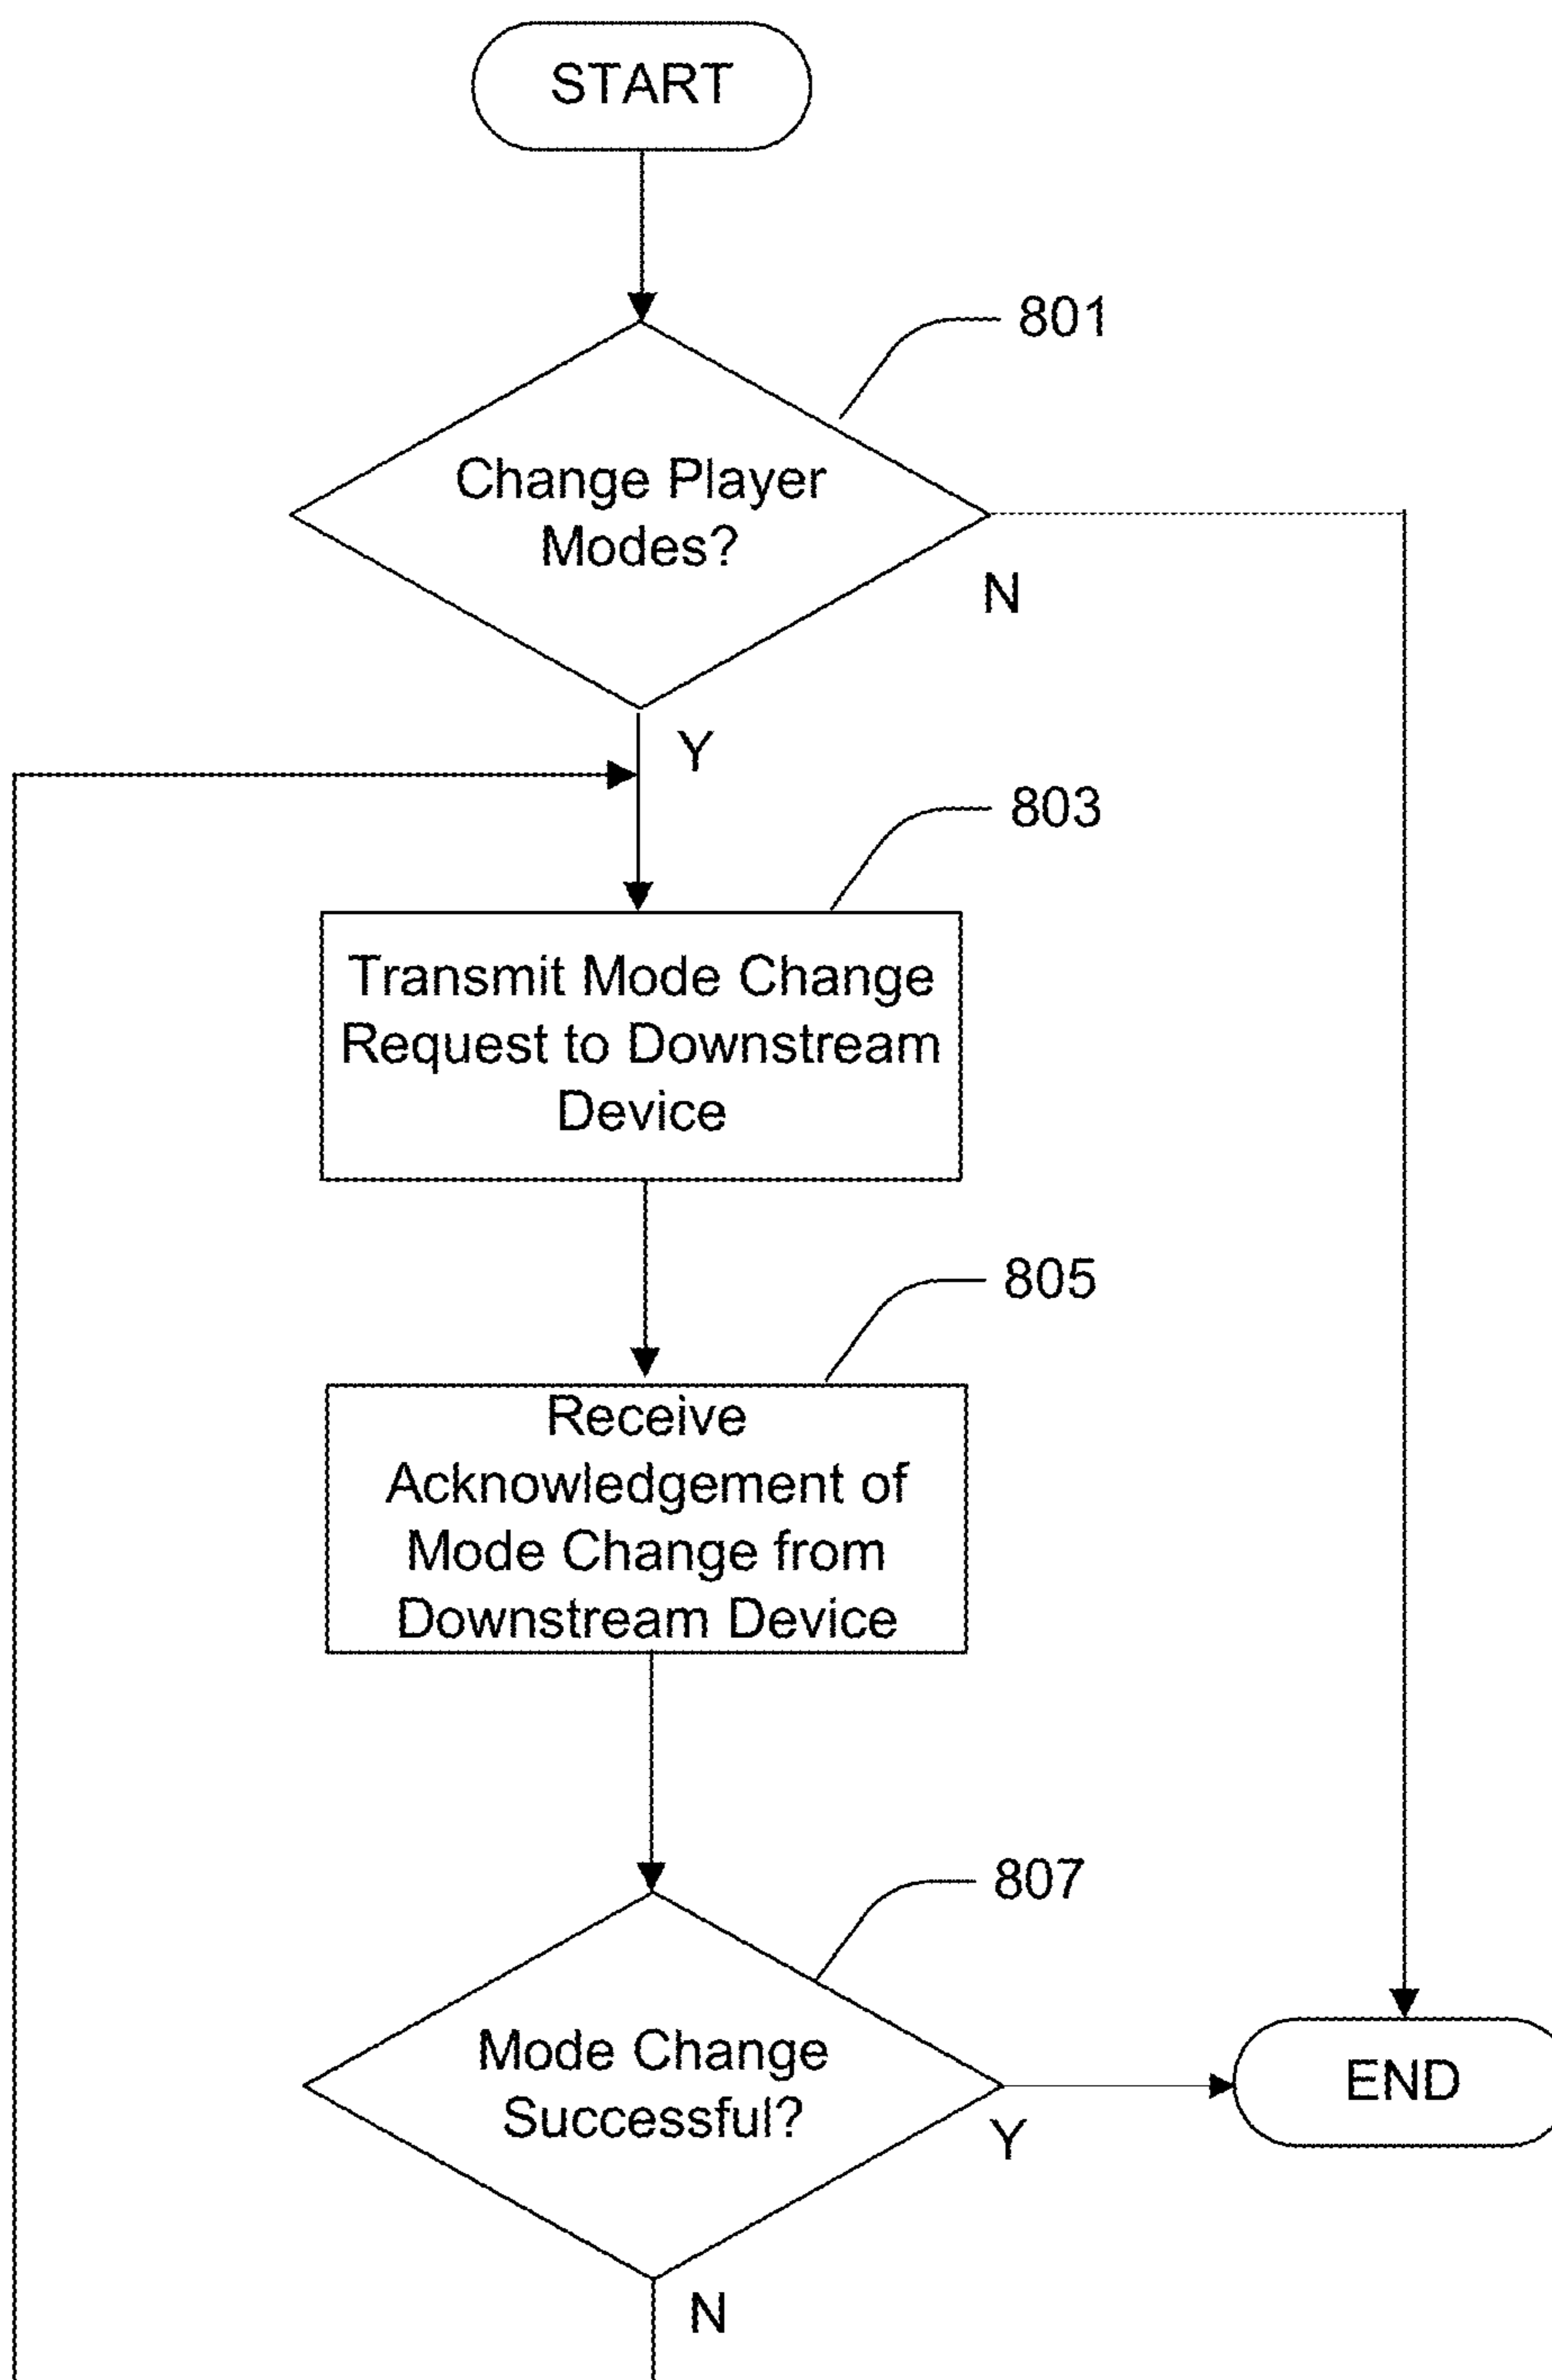 START
801
Change Player
Modes?
N
Y
803
Transmit Mode Change
Request to Downstream
Device
805
Receive
Acknowledgement of
Mode Change from
Downstream Device
807
Mode Change
Successful?
Y
END
N